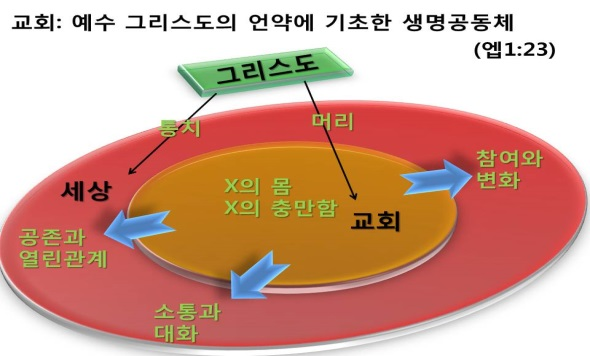 교회: 예수 그리스도의 언약에 기초한 생명공동체
(엡1:23)
그리스도
통치
머리
참여와
변화
세상
X의 몸
X의 충만함
교회
공존과
열린관계
소통과
대화